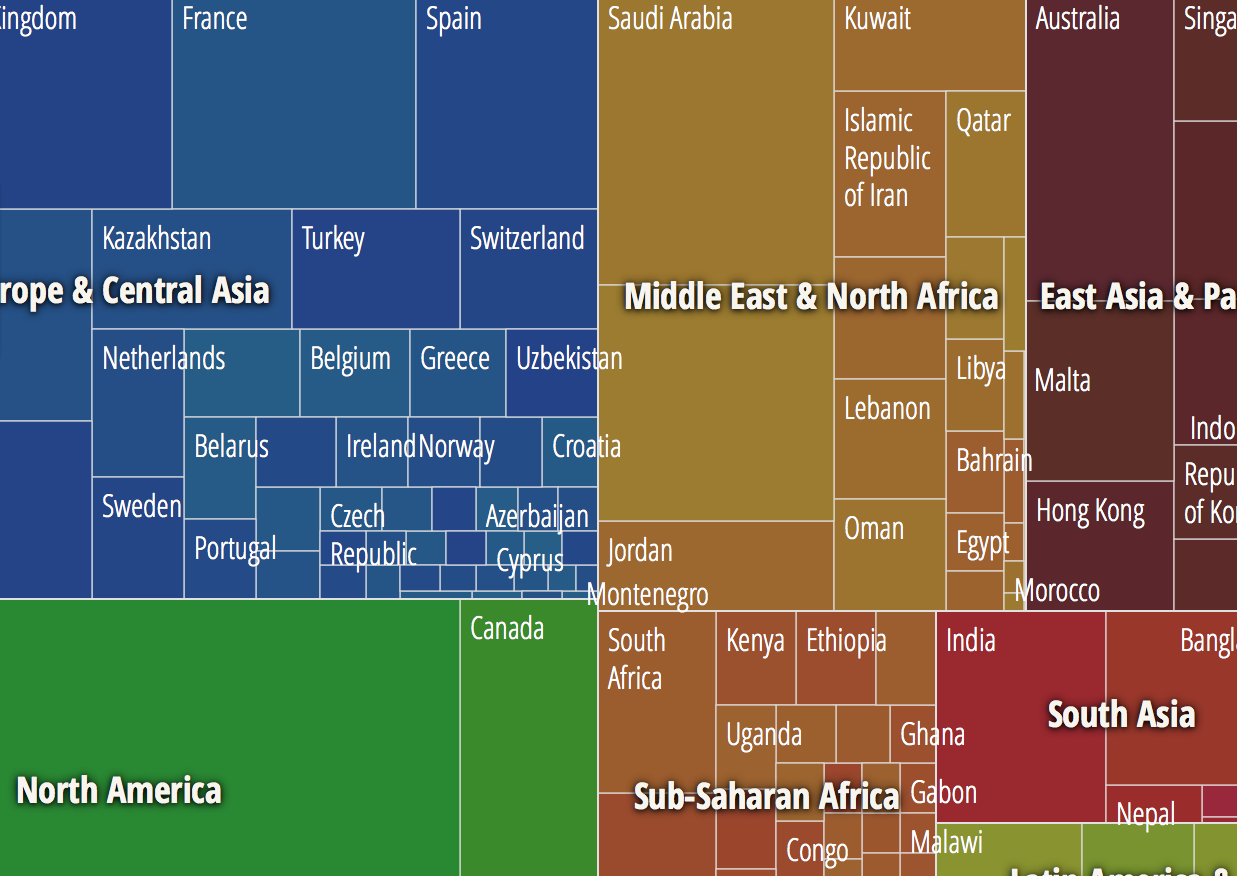 ingdom
France
Spain
Saudi Arabia
Kuwait
Australia
Singa
Islamic
Republic
of Iran
Qatar
Kazakhstan
Turkey
Switzerland
rope & Central Asia
Middle East & North Africa
East Asia & Pa
Netherlands
Belgium
Greece
Uzbekistan
Libya
Malta
Lebanon
Indo
Belarus
Ireland
Norway
Croatia
Bahrain
Repu
of Ko
Sweden
Czech
Republic
Azerbaijan
Hong Kong
Portugal
Cyprus
Oman
Egypt
Jordan
Montenegro
Morocco
Canada
South
Africa
Kenya
Ethiopia
India
Bangl
Uganda
Ghana
South Asia
North America
Sub-Saharan Africa
Gabon
Nepal
Congo
Malawi
Latin America &